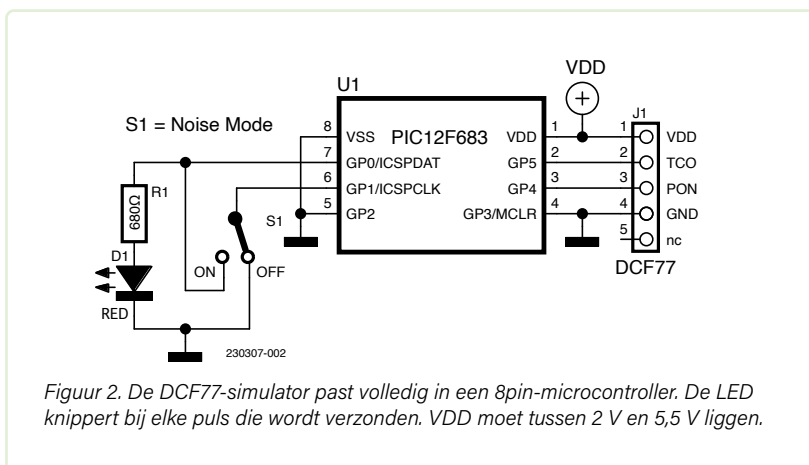 VDD
U1
J1
S1 = Noise Mode
PIC12F683
8 VSS VDD 1 1 VDD
7 GP0/ICSPDAT GP5 2 2 TCO
6 GP1/ICSPCLK GP4 3 3 PON
5 GP2 GP3/MCLR 4 4 GND
5 nc
DCF77
R1
680Ω
S1
D1
ON OFF
RED
230307-002
Figuur 2. De DCF77-simulator past volledig in een 8pin-microcontroller. De LED
knippert bij elke puls die wordt verzonden. VDD moet tussen 2 V en 5,5 V liggen.